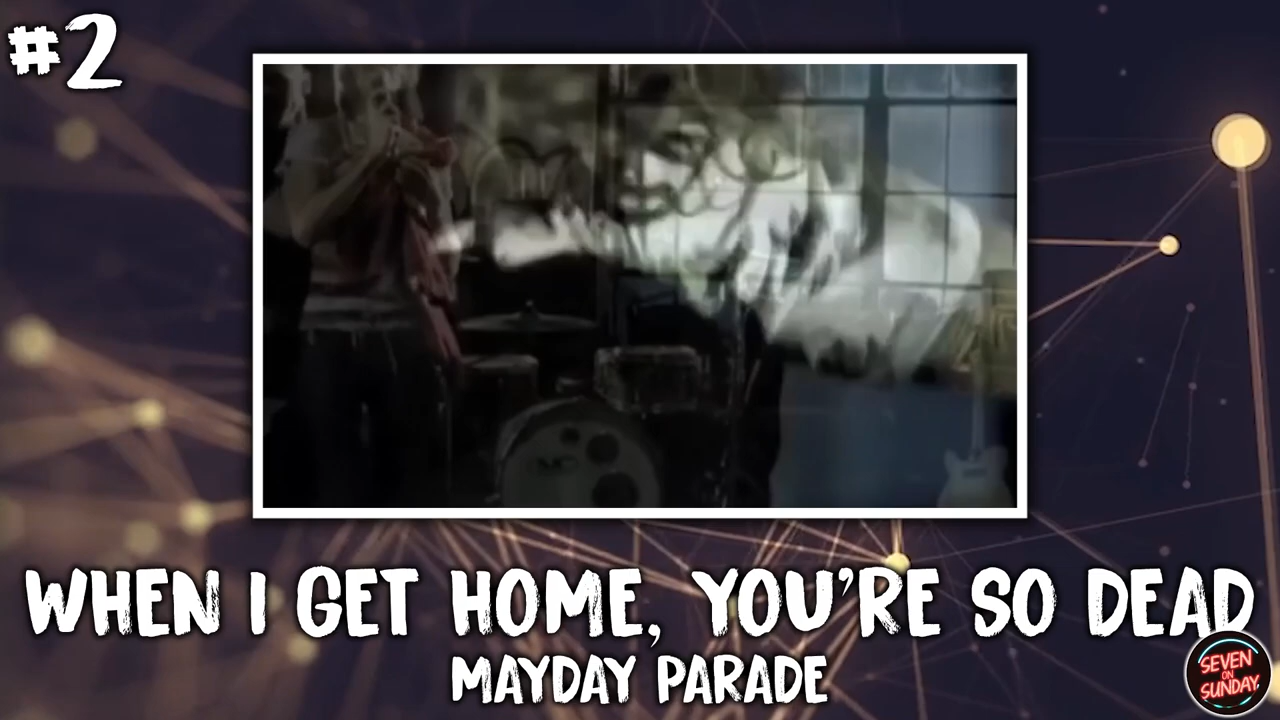 #2
WHEN I GET HOME, YOU'RE SO DEAD
MAYDAY PARADE
SEVEN
ON
SUNDAY